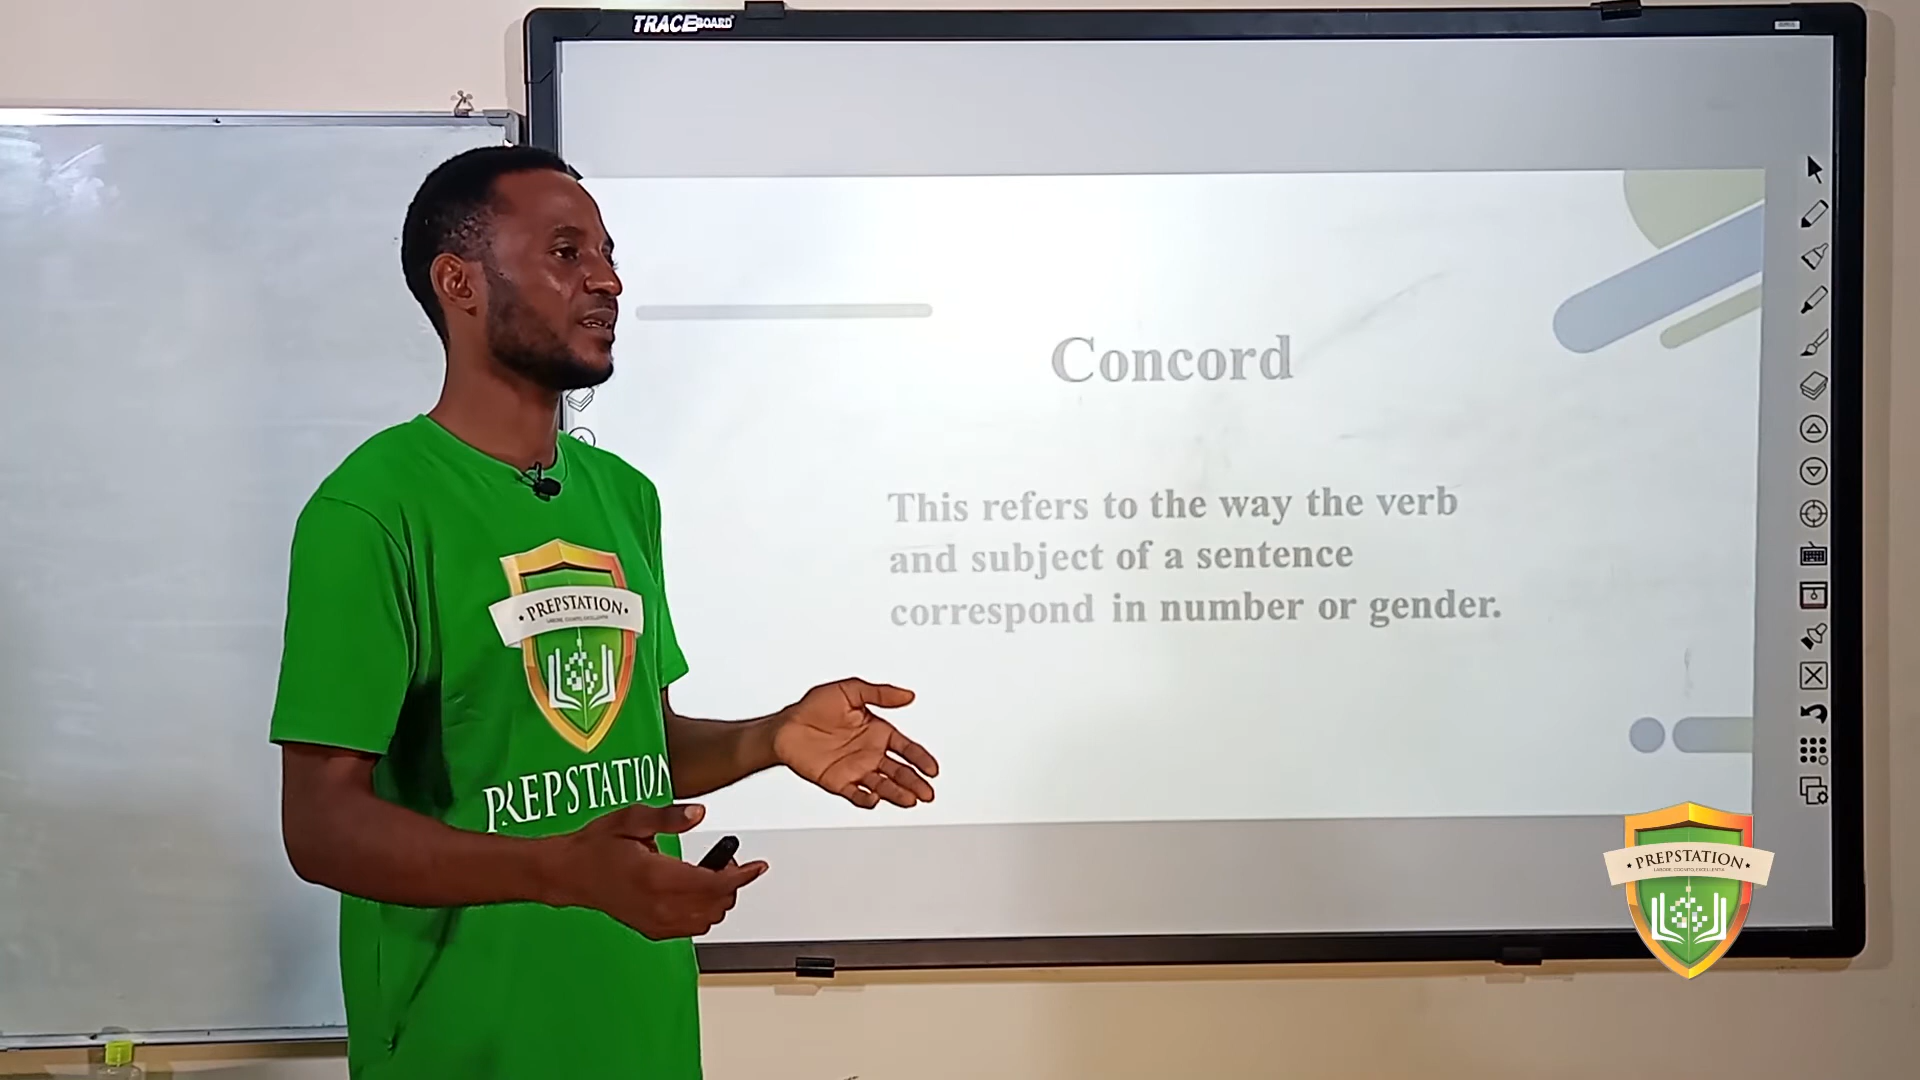 TRACEBOARD
Concord
This refers to the way the verb
and subject of a sentence
correspond in number or gender.
PREPSTATION
PREPSTATION
PREPSTATION